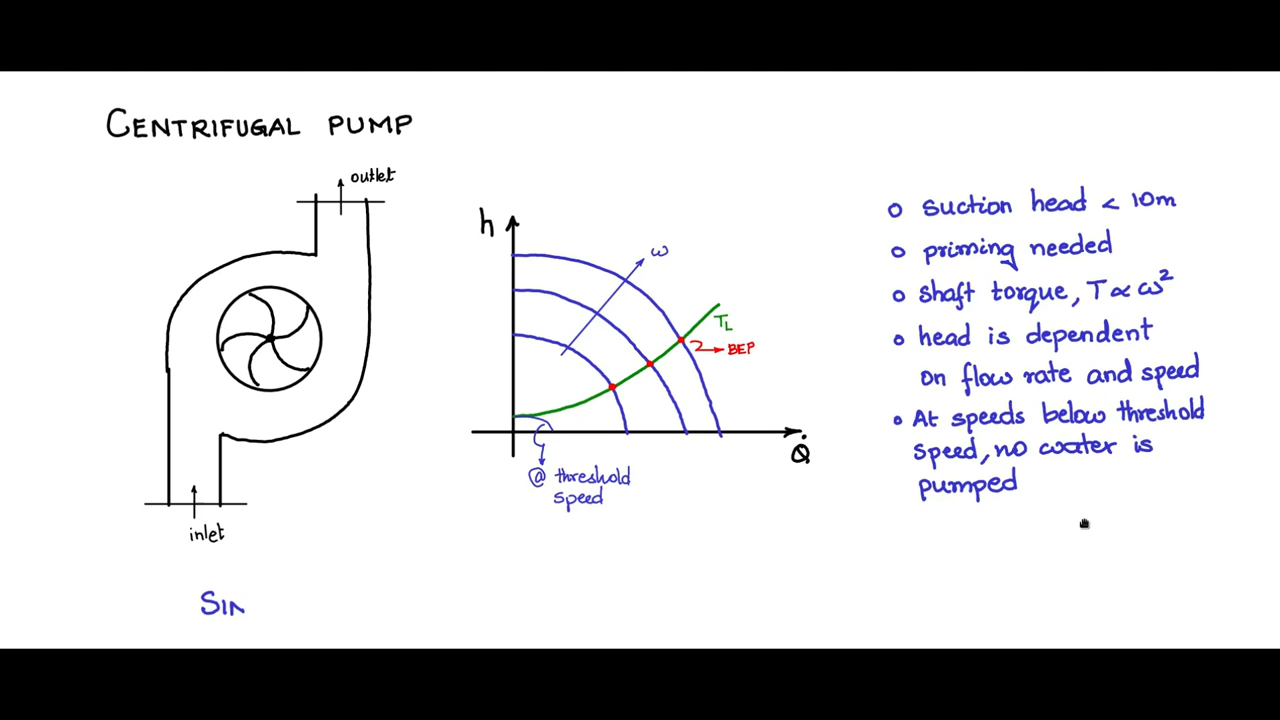 CENTRIFUGAL PUMP
outlet
inlet
SIN
h
ω
TL
BEP
Q̇
@ threshold
speed
o suction head < 10m
o priming needed
o shaft torque, T ∝ ω²
o head is dependent
on flow rate and speed
o At speeds below threshold
speed, no water is
pumped